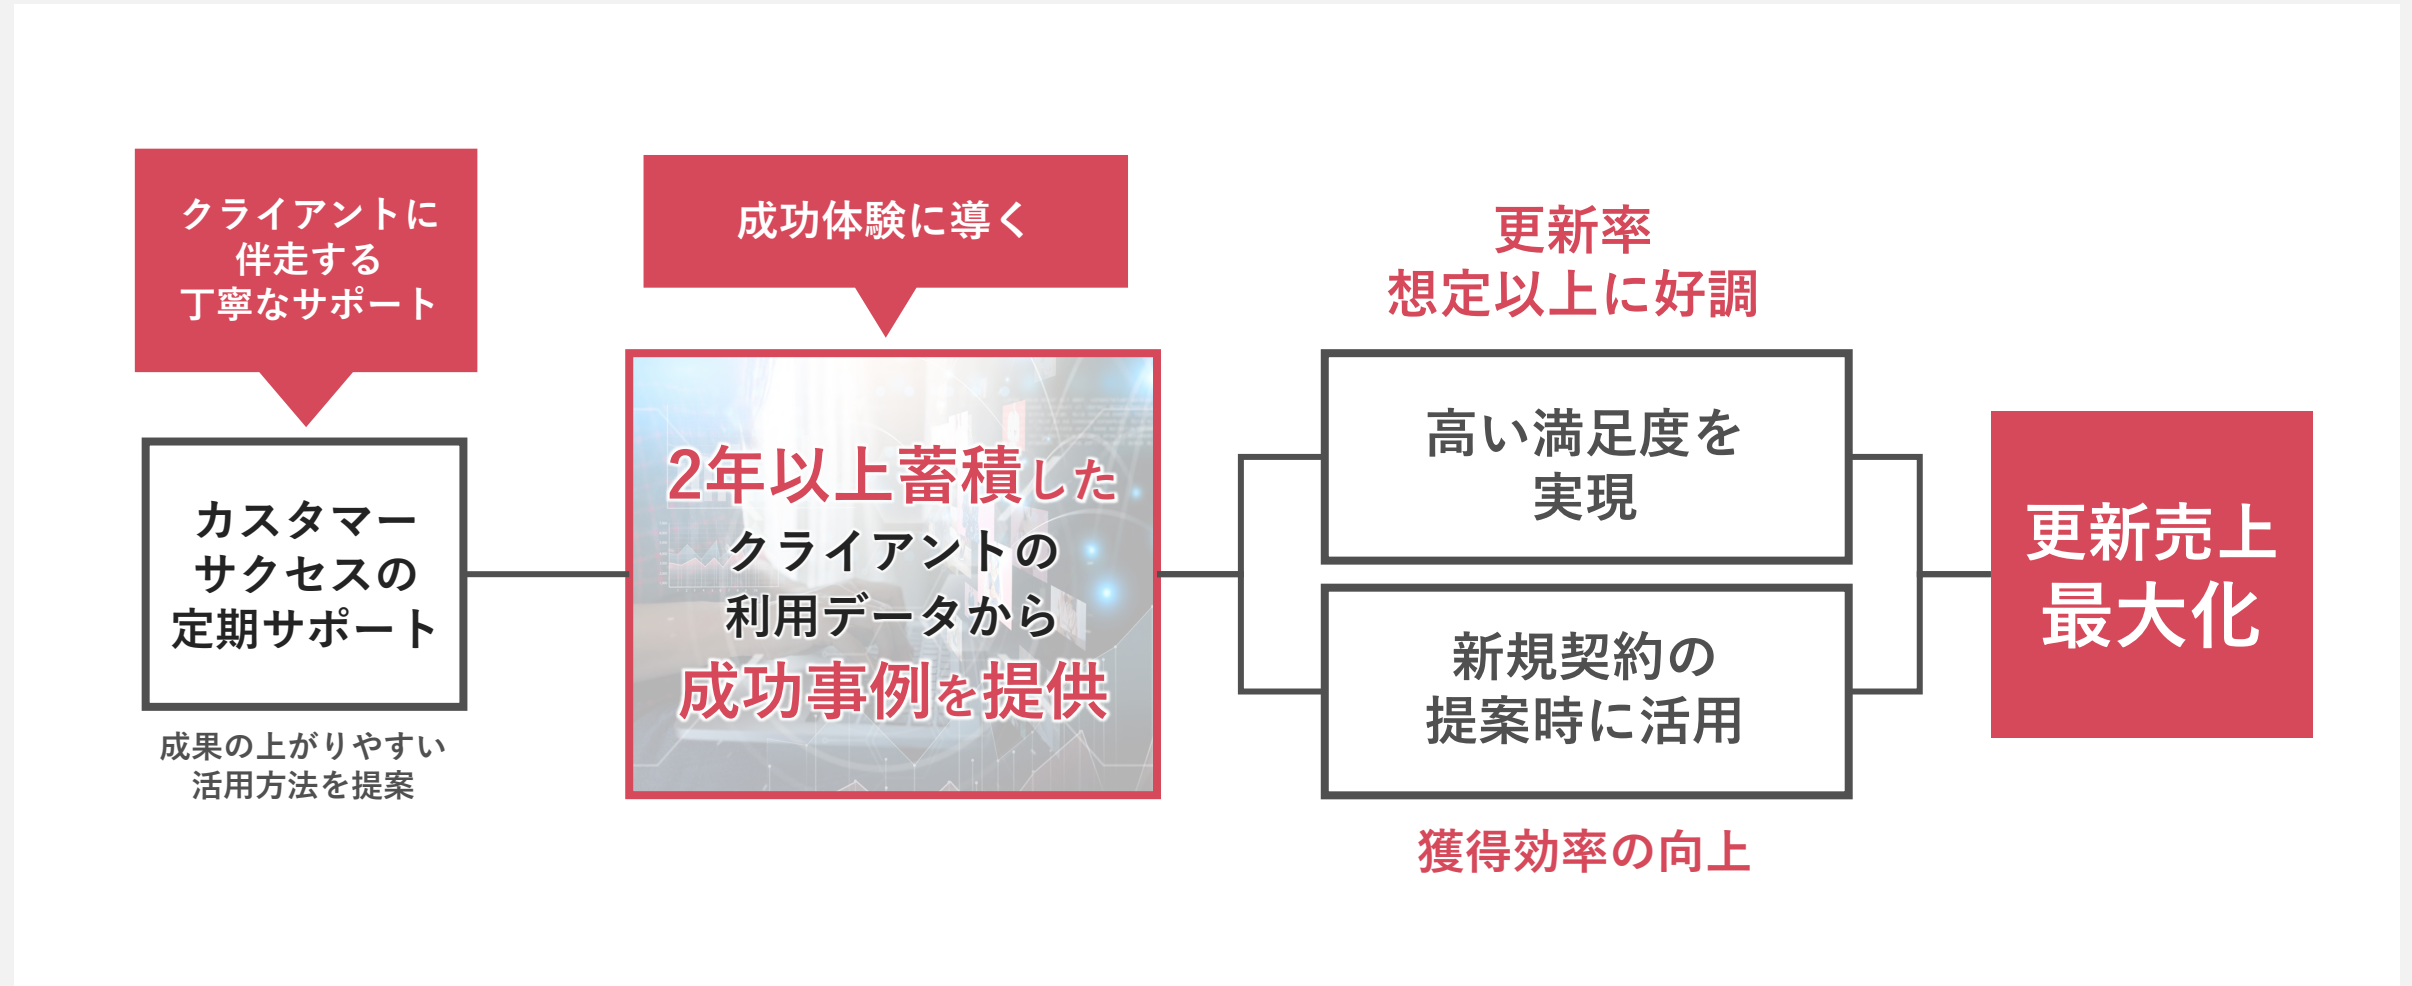 クライアントに
伴走する
丁寧なサポート
カスタマー
サクセスの
定期サポート
成果の上がりやすい
活用方法を提案
成功体験に導く
2年以上蓄積した
クライアントの
利用データから
成功事例を提供
更新率
想定以上に好調
高い満足度を
実現
新規契約の
提案時に活用
獲得効率の向上
更新売上
最大化